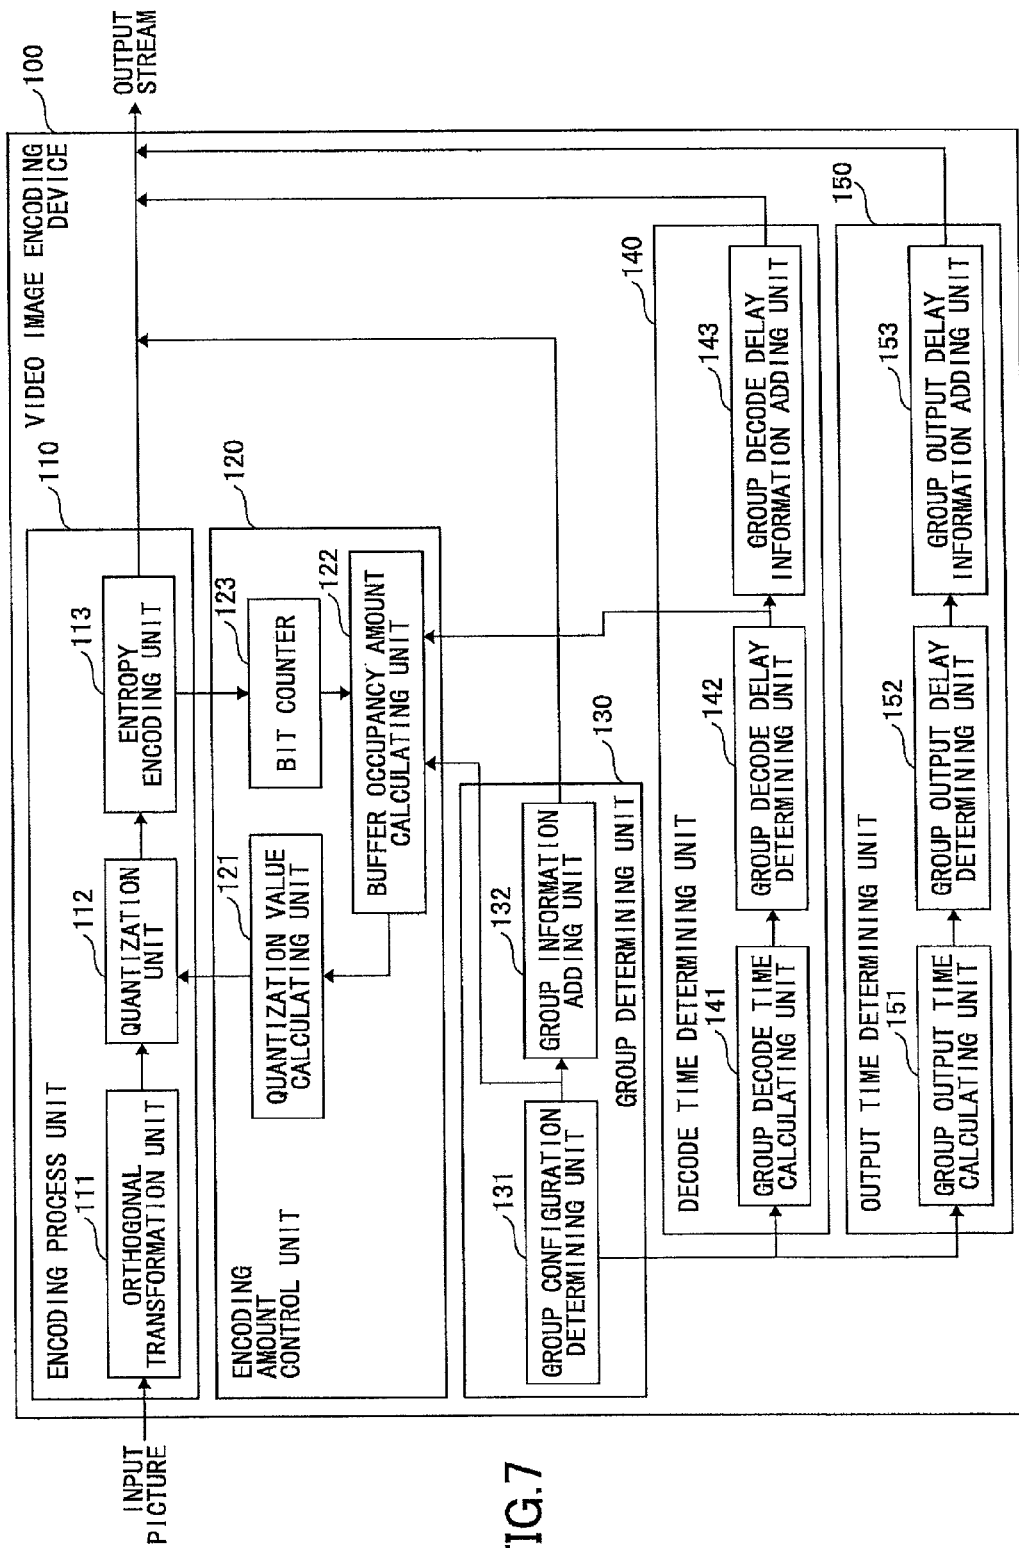 VIDEO IMAGE ENCODING
DEVICE
100
INPUT
PICTURE
OUTPUT
STREAM
ENCODING PROCESS UNIT
110
111
ORTHOGONAL
TRANSFORMATION UNIT
112
QUANTIZATION
UNIT
113
ENTROPY
ENCODING UNIT
120
ENCODING
AMOUNT
CONTROL UNIT
121
QUANTIZATION VALUE
CALCULATING UNIT
123
BIT COUNTER
122
BUFFER OCCUPANCY AMOUNT
CALCULATING UNIT
130
131
GROUP CONFIGURATION
DETERMINING UNIT
132
GROUP INFORMATION
ADDING UNIT
GROUP DETERMINING UNIT
DECODE TIME DETERMINING UNIT
140
141
GROUP DECODE TIME
CALCULATING UNIT
142
GROUP DECODE DELAY
DETERMINING UNIT
143
GROUP DECODE DELAY
INFORMATION ADDING UNIT
OUTPUT TIME DETERMINING UNIT
150
151
GROUP OUTPUT TIME
CALCULATING UNIT
152
GROUP OUTPUT DELAY
DETERMINING UNIT
153
GROUP OUTPUT DELAY
INFORMATION ADDING UNIT
FIG.7